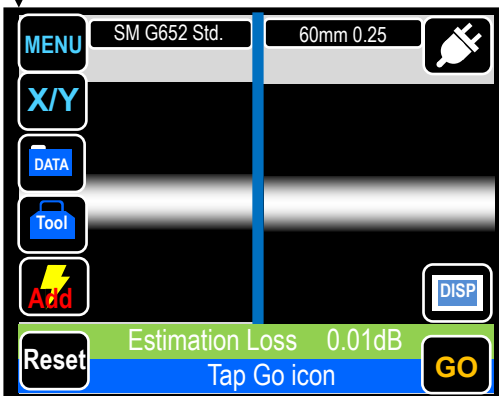 MENU
SM G652 Std.
60mm 0.25
X/Y
DATA
Tool
Add
DISP
Estimation Loss 0.01dB
Reset
Tap Go icon
GO